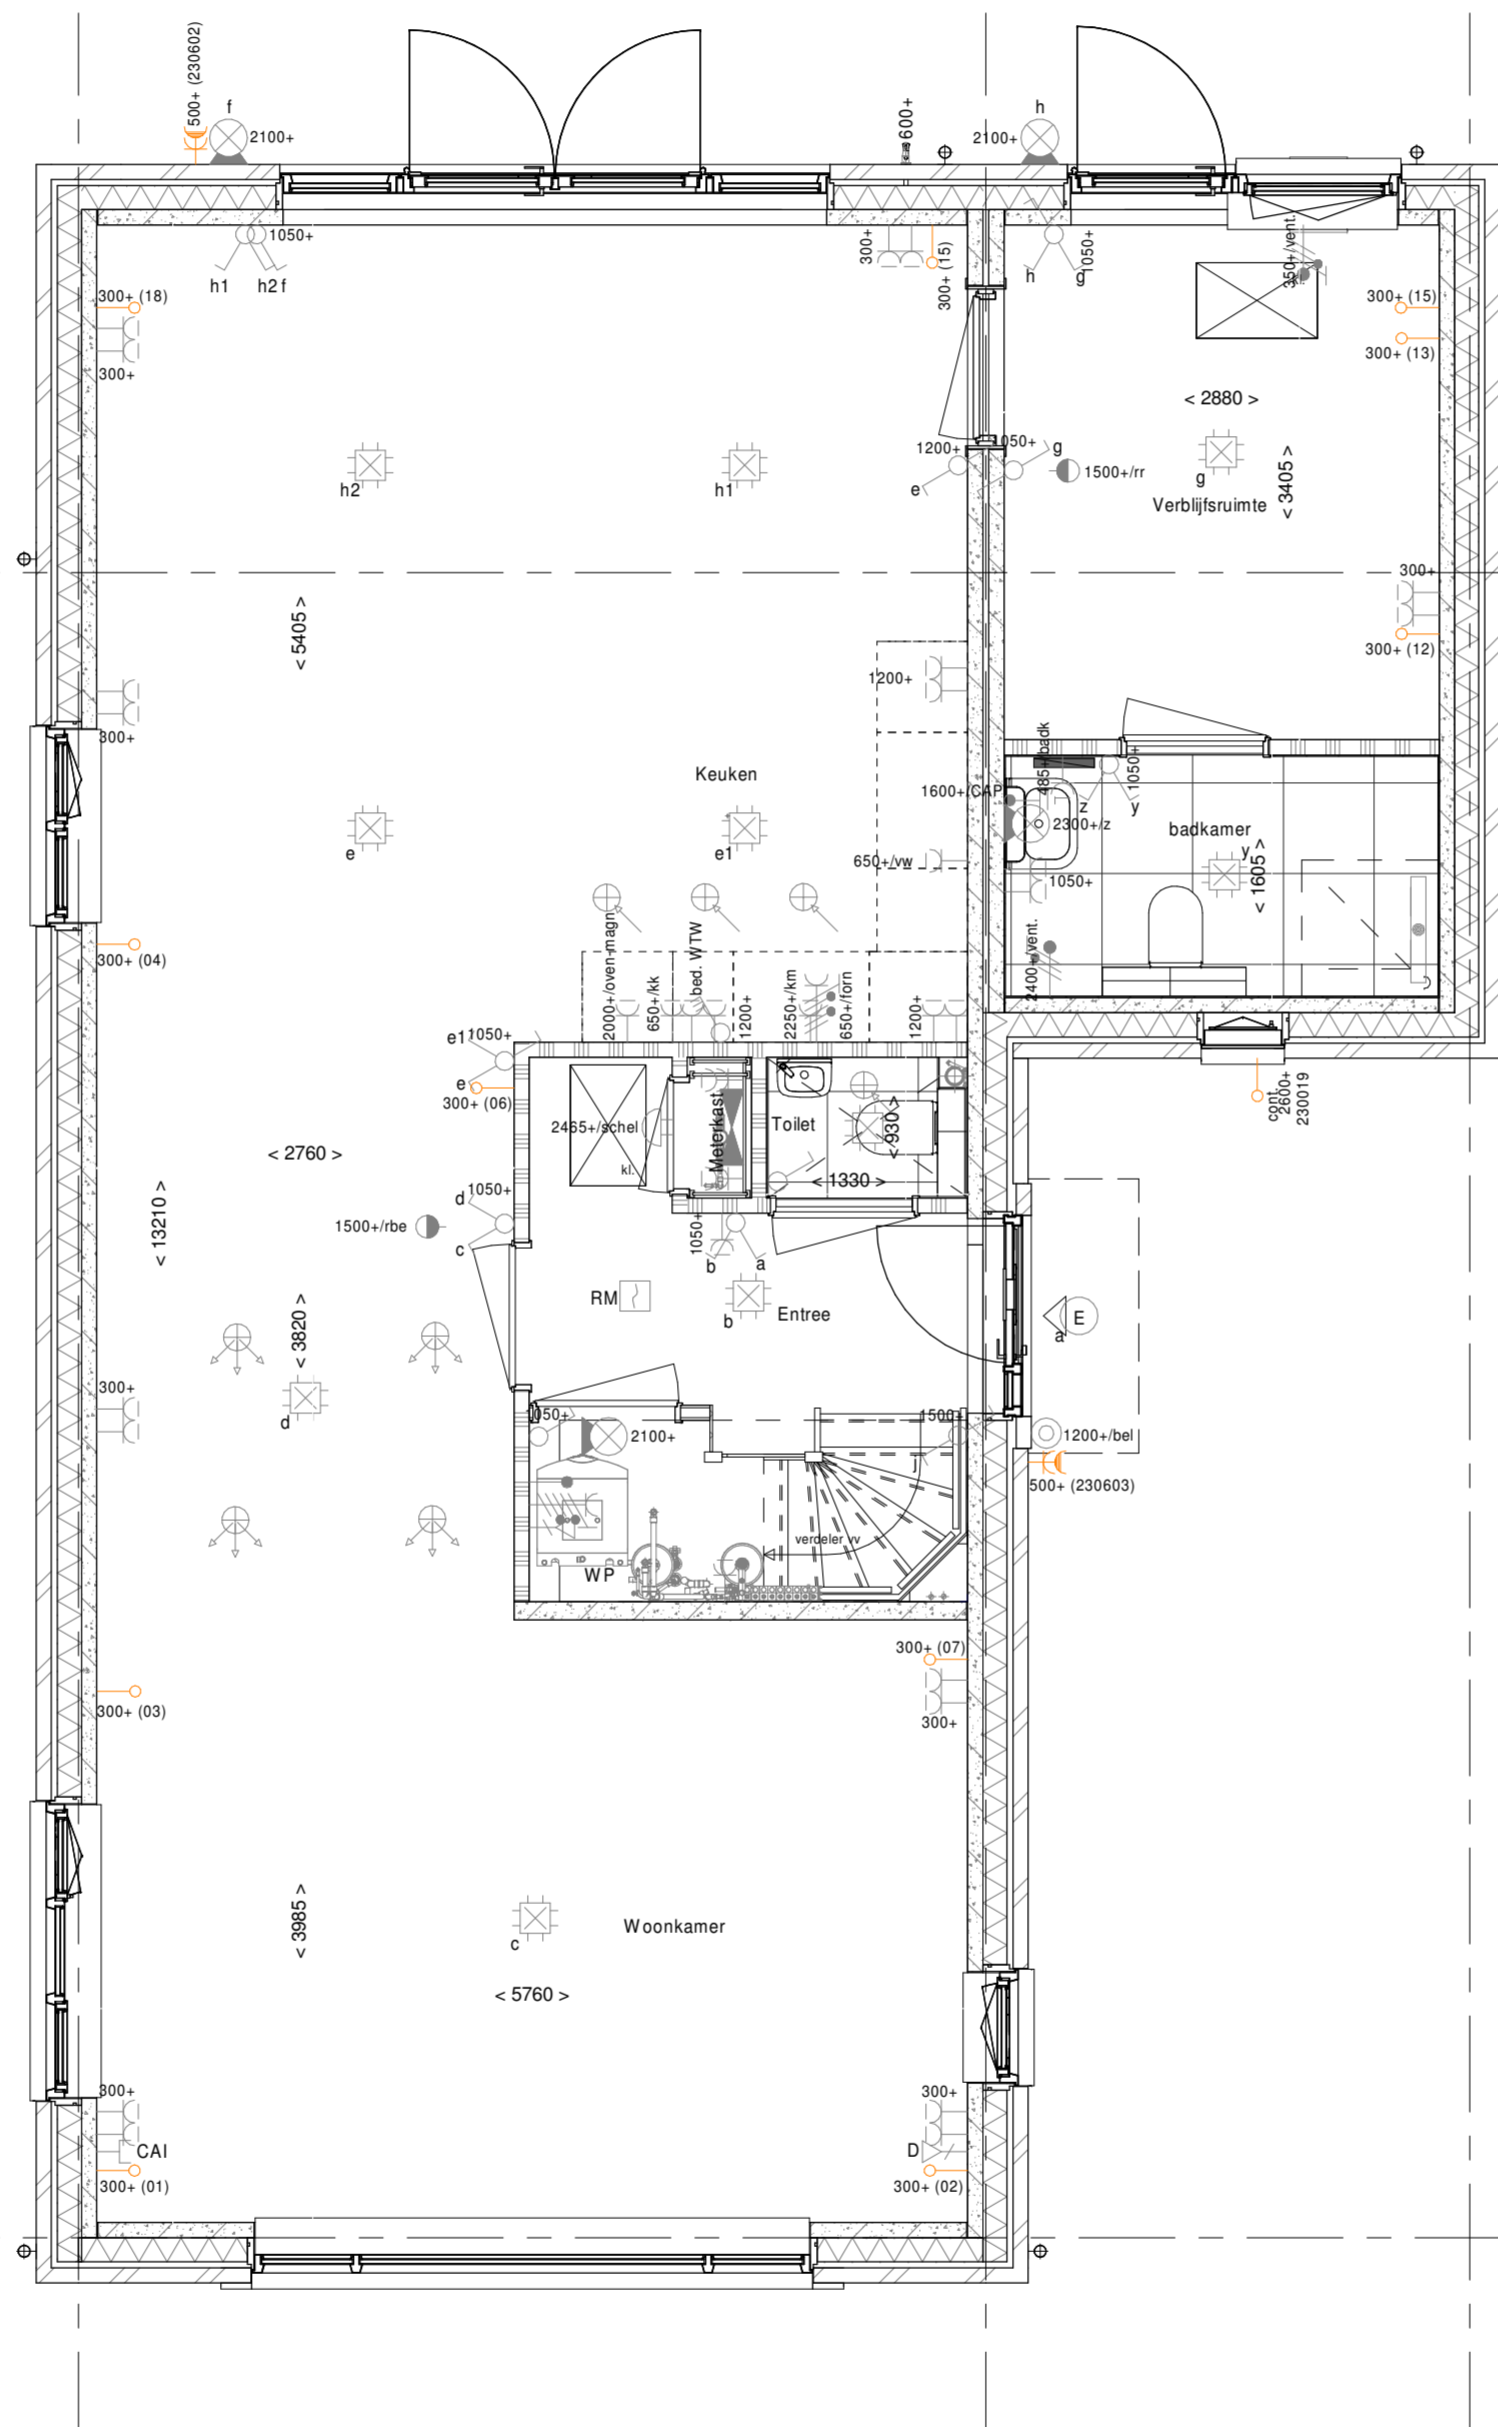 500+ (230602)
f
2100+
600+
h
2100+
1050+
h1
h2 f
300+
300+ (15)
h
g
1050+
350+/vent.
300+ (18)
300+
300+ (15)
300+ (13)
< 2880 >
h2
h1
1200+
e
1050+
g
1500+/rr
g
< 3405 >
Verblijfsruimte
300+
300+ (12)
< 5405 >
1200+
300+
Keuken
485+/badk
1050+
1600+/CAP
z
y
2300+/z
badkamer
y
e
e1
650+/vw
1050+
< 1605 >
300+ (04)
2000+/oven-magn
650+/kk
bed. WTW
1200+
2250+/km
650+/forn
1200+
2400+/vent.
e1
1050+
e
300+ (06)
2465+/schel
kl.
Meterkast
Toilet
< 930 >
< 1330 >
cont.
2600+
230019
< 2760 >
< 13210 >
d
1050+
1500+/rbe
c
1050+
b
a
RM
b
Entree
E
a
< 3820 >
300+
d
1050+
2100+
1500+
j
1200+/bel
500+ (230603)
verdeler vv
WP
300+ (07)
300+
300+ (03)
< 3985 >
c
Woonkamer
< 5760 >
300+
CAI
300+ (01)
300+
D
300+ (02)